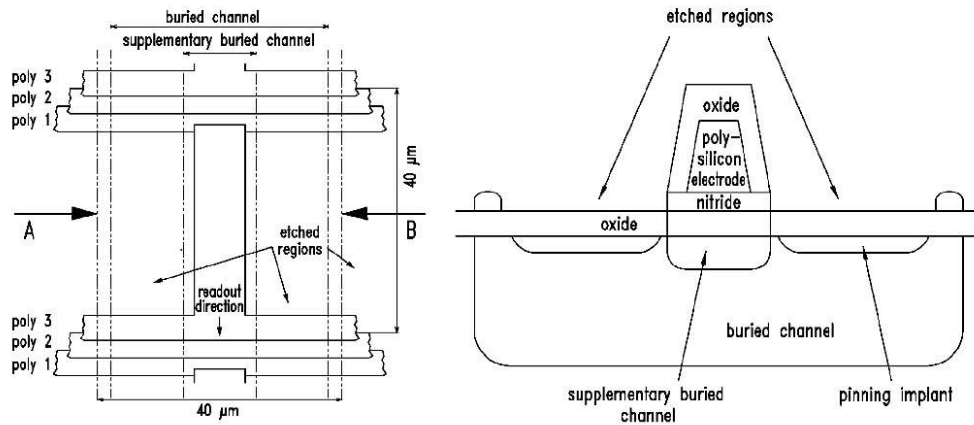 buried channel
supplementary buried channel
poly 3
poly 2
poly 1
40 µm
A
B
etched
regions
readout
direction
poly 3
poly 2
poly 1
40 µm
etched regions
oxide
poly-
silicon
electrode
nitride
oxide
buried channel
supplementary buried
channel
pinning implant